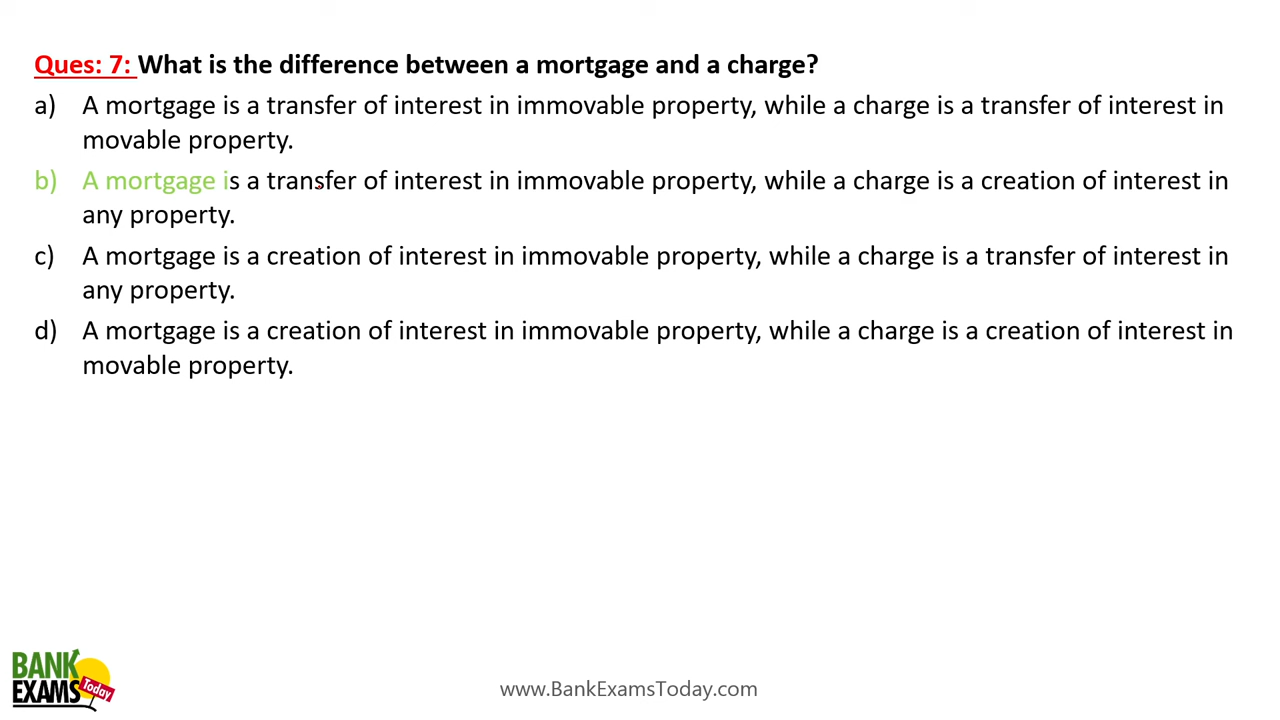 Ques: 7: What is the difference between a mortgage and a charge?
a) A mortgage is a transfer of interest in immovable property, while a charge is a transfer of interest in
movable property.
b) A mortgage is a transfer of interest in immovable property, while a charge is a creation of interest in
any property.
c) A mortgage is a creation of interest in immovable property, while a charge is a transfer of interest in
any property.
d) A mortgage is a creation of interest in immovable property, while a charge is a creation of interest in
movable property.
BANK
EXAMS
Today
www.BankExamsToday.com